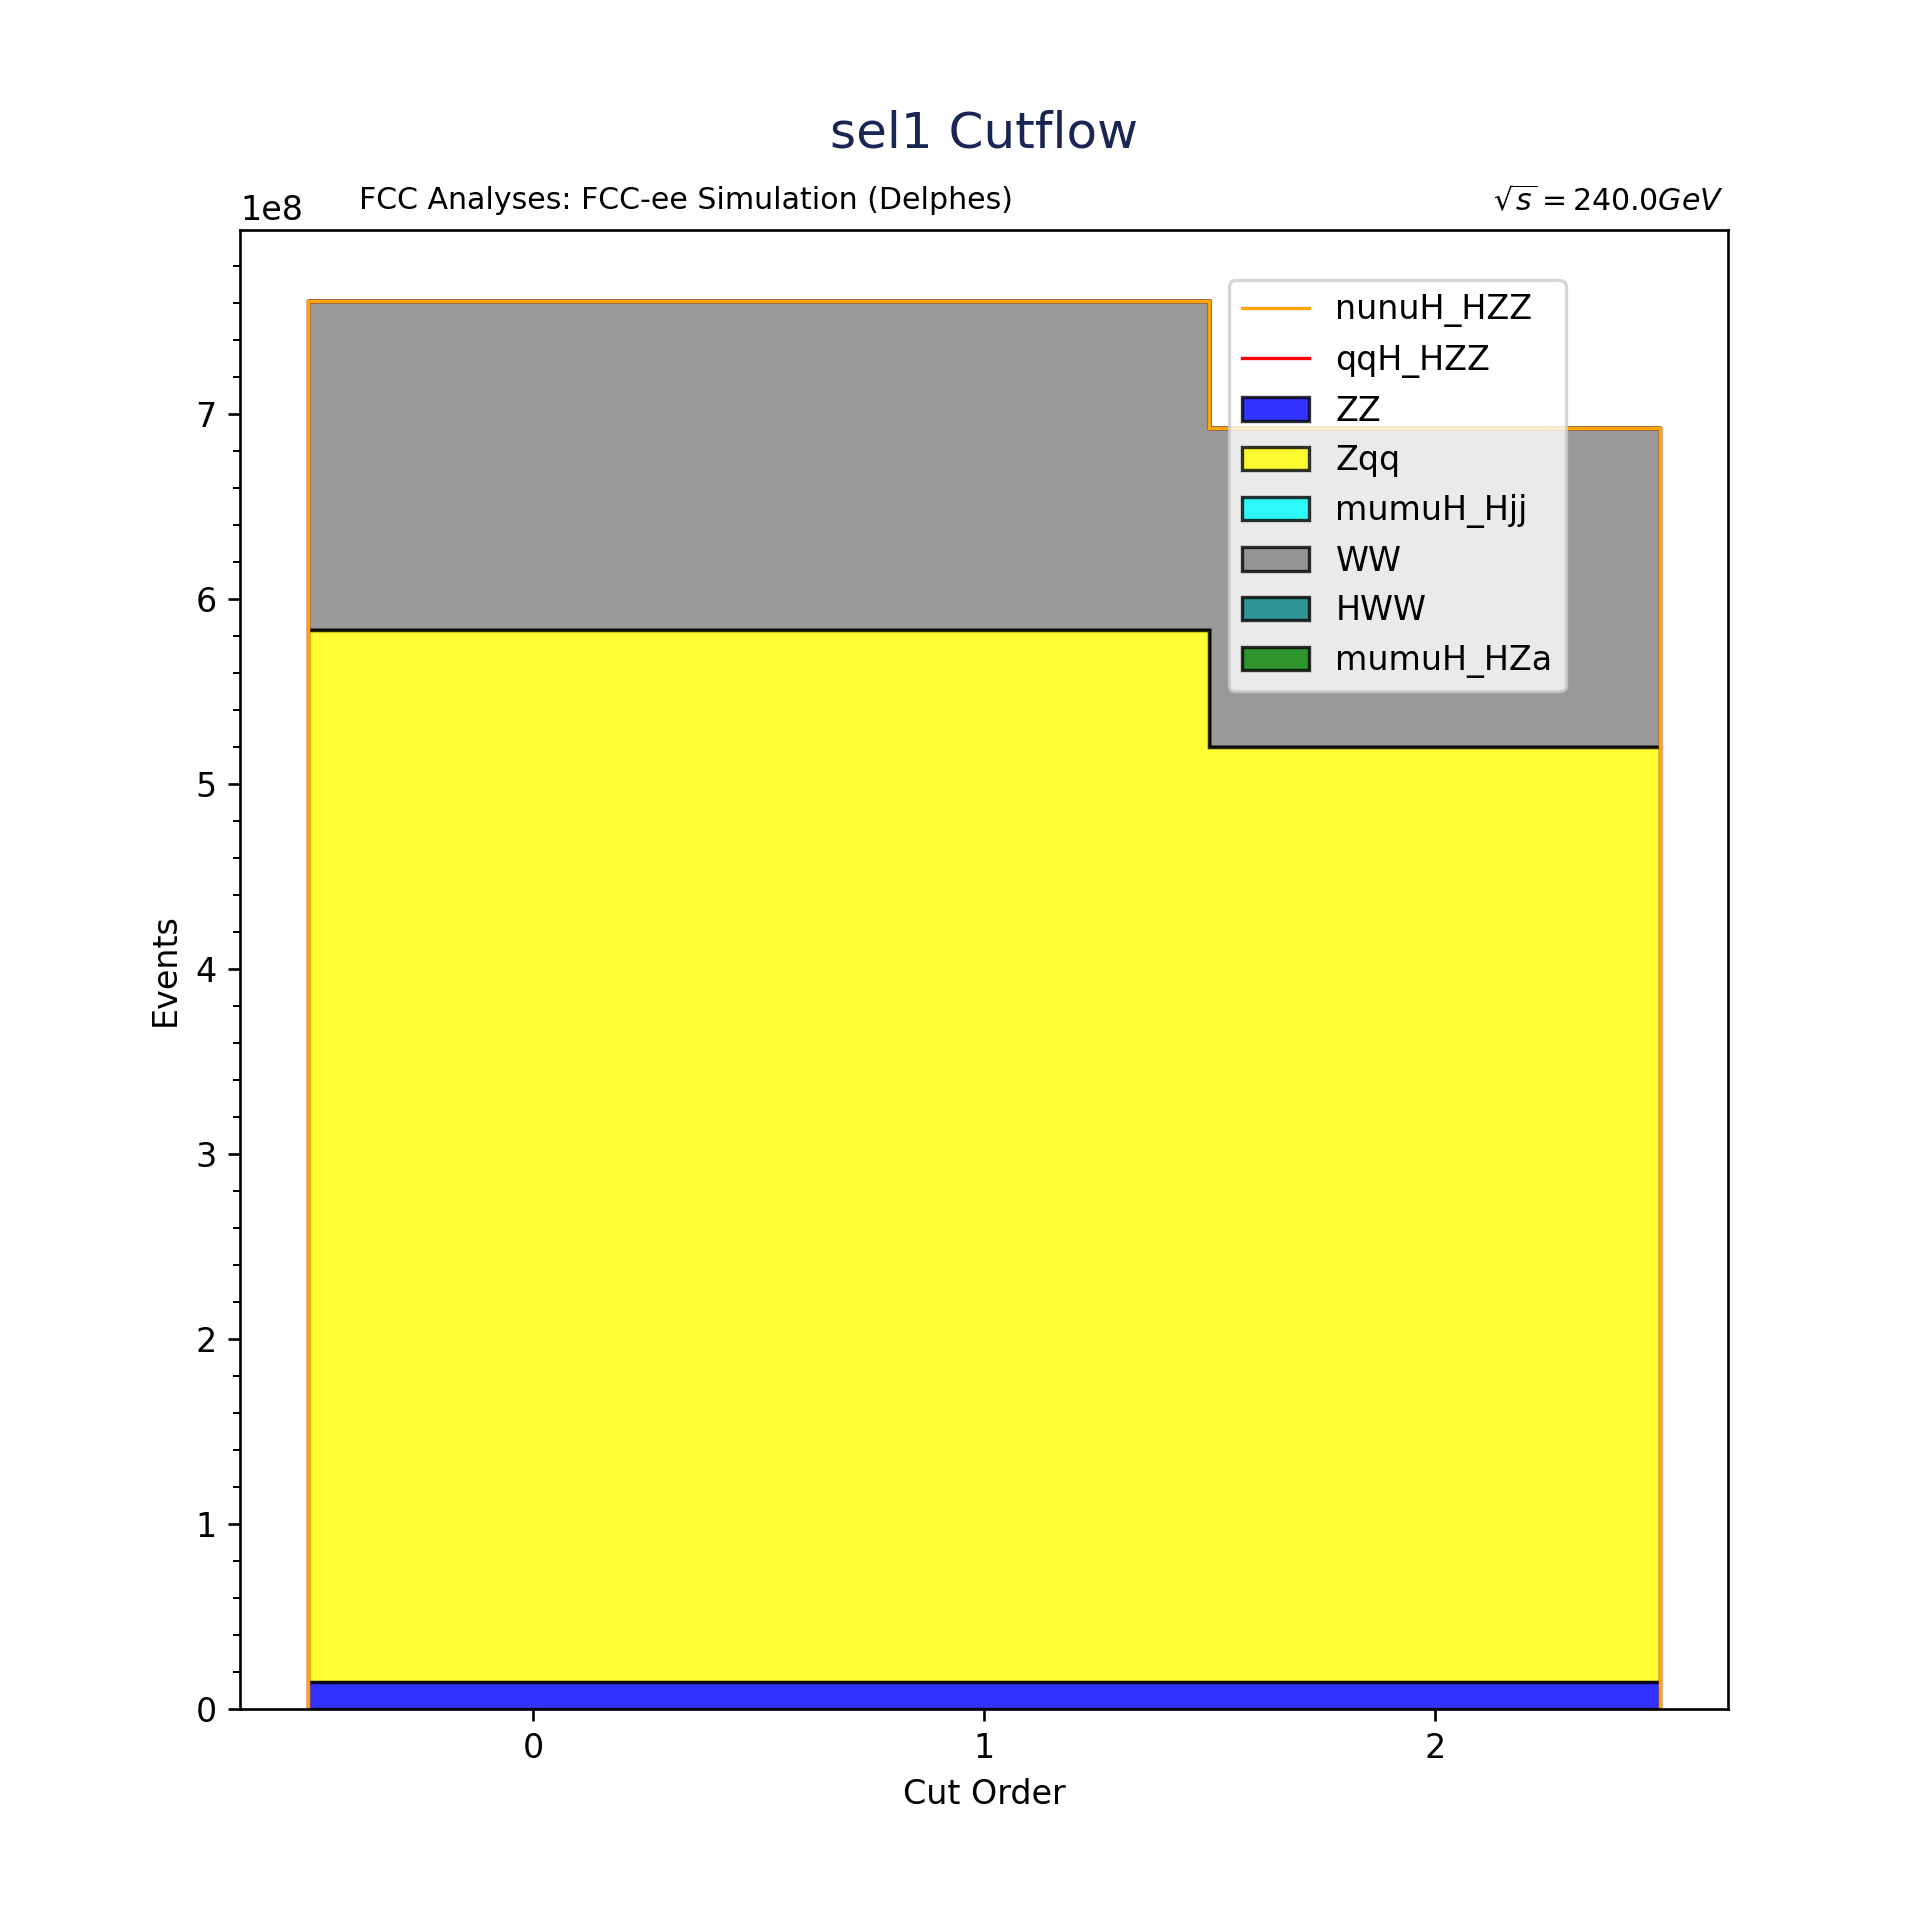 sel1 Cutflow
1e8 FCC Analyses: FCC-ee Simulation (Delphes) √s = 240.0GeV
nunuH_HZZ
qqH_HZZ
ZZ
Zqq
mumuH_Hjj
WW
HWW
mumuH_HZa
7
6
5
4
3
2
1
0
Events
0 1 2
Cut Order